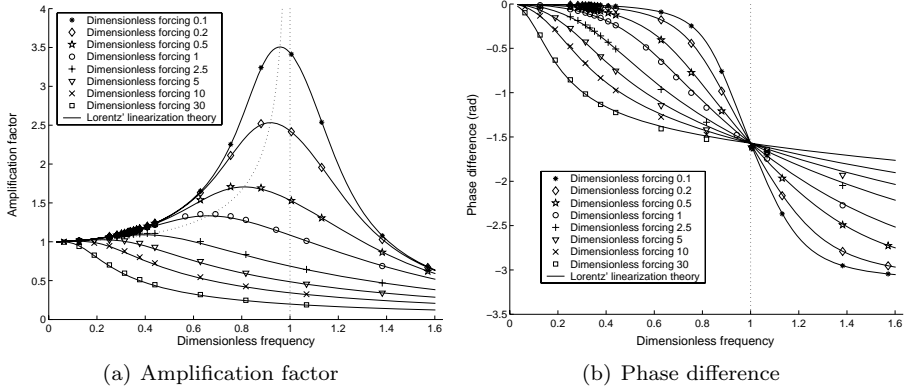 4
3.5
3
2.5
2
1.5
1
0.5
0
Amplification factor
Dimensionless forcing 0.1
Dimensionless forcing 0.2
Dimensionless forcing 0.5
Dimensionless forcing 1
Dimensionless forcing 2.5
Dimensionless forcing 5
Dimensionless forcing 10
Dimensionless forcing 30
Lorentz' linearization theory
0 0.2 0.4 0.6 0.8 1 1.2 1.4 1.6
Dimensionless frequency
(a) Amplification factor
0
−0.5
−1
−1.5
−2
−2.5
−3
−3.5
Phase difference (rad)
Dimensionless forcing 0.1
Dimensionless forcing 0.2
Dimensionless forcing 0.5
Dimensionless forcing 1
Dimensionless forcing 2.5
Dimensionless forcing 5
Dimensionless forcing 10
Dimensionless forcing 30
Lorentz' linearization theory
0 0.2 0.4 0.6 0.8 1 1.2 1.4 1.6
Dimensionless frequency
(b) Phase difference